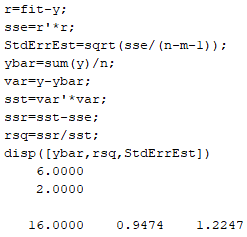 r=fit-y;
sse=r'*r;
StdErrEst=sqrt(sse/(n-m-1));
ybar=sum(y)/n;
var=y-ybar;
sst=var'*var;
ssr=sst-sse;
rsq=ssr/sst;
disp([ybar,rsq,StdErrEst])
6.0000
2.0000
16.0000 0.9474 1.2247